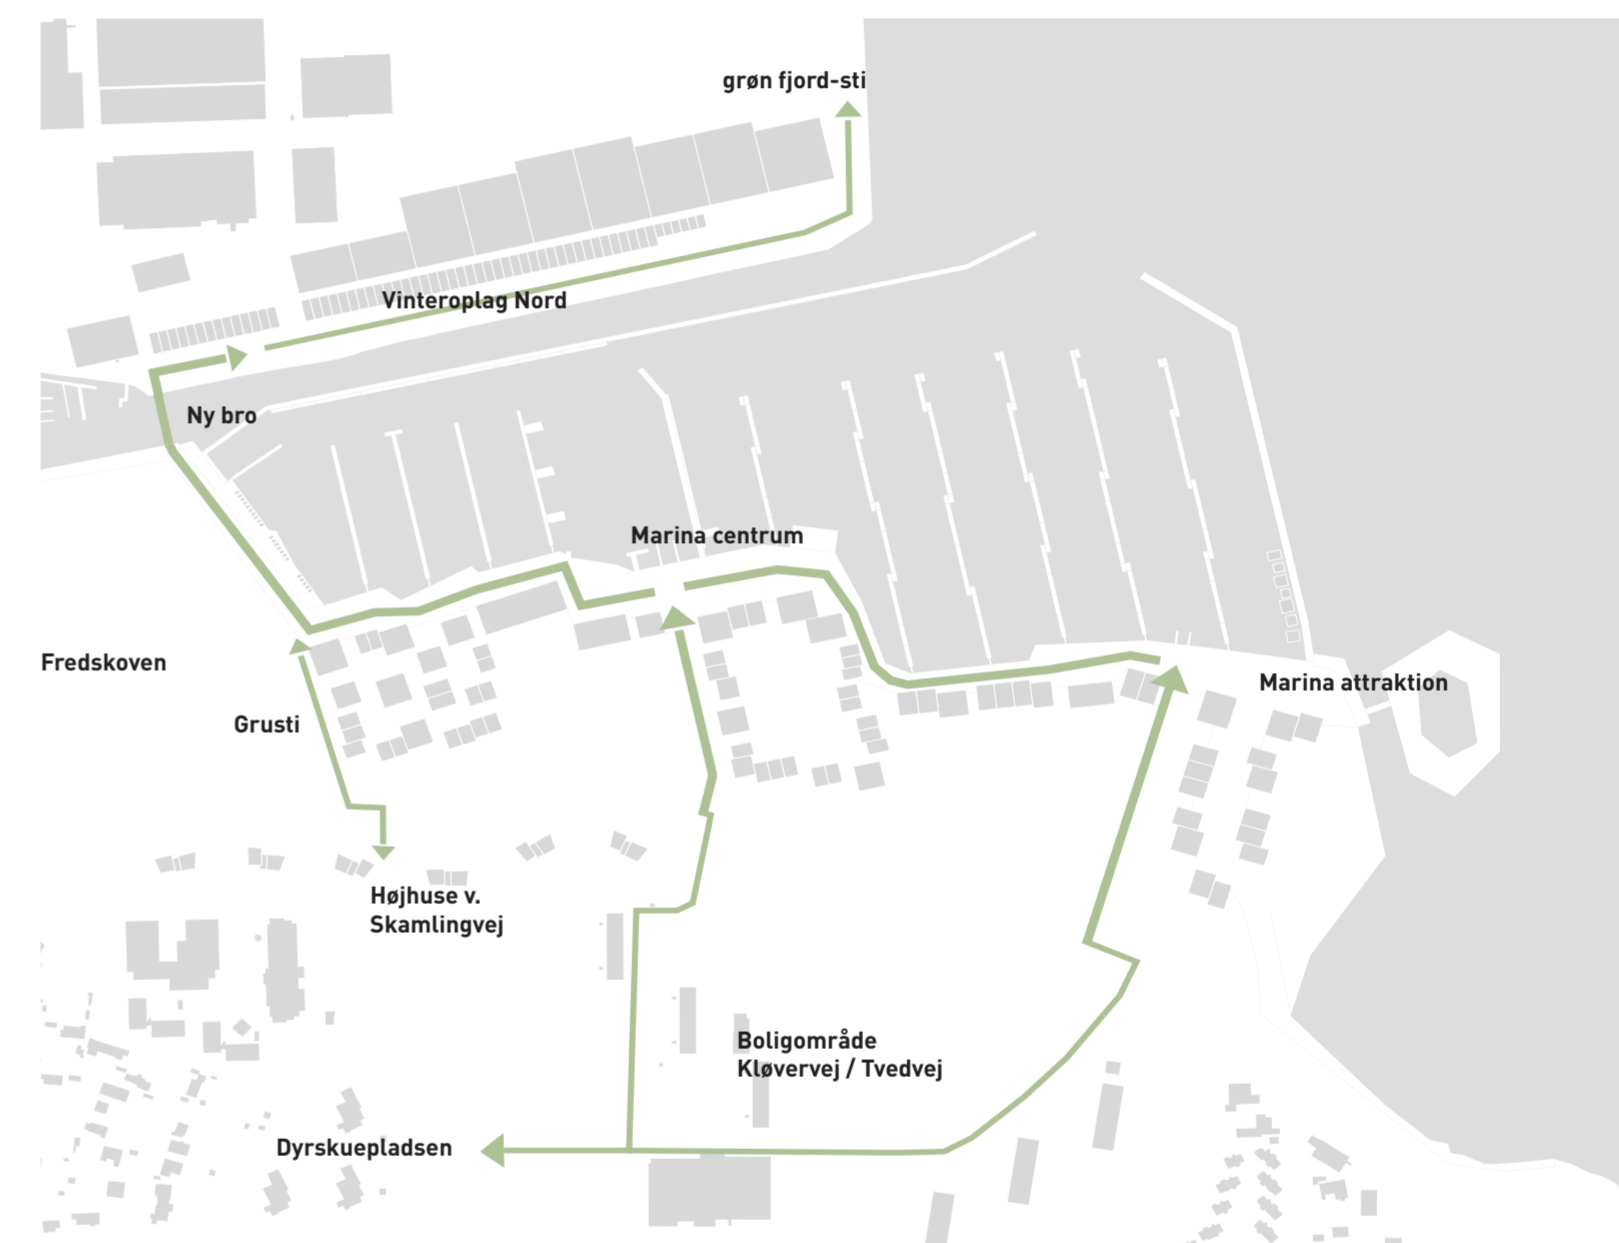 grøn fjord-sti
Vinteroplag Nord
Ny bro
Marina centrum
Fredskoven
Marina attraktion
Grusti
Højhuse v.
Skamlingvej
Boligområde
Kløvervej / Tvedvej
Dyrskuepladsen